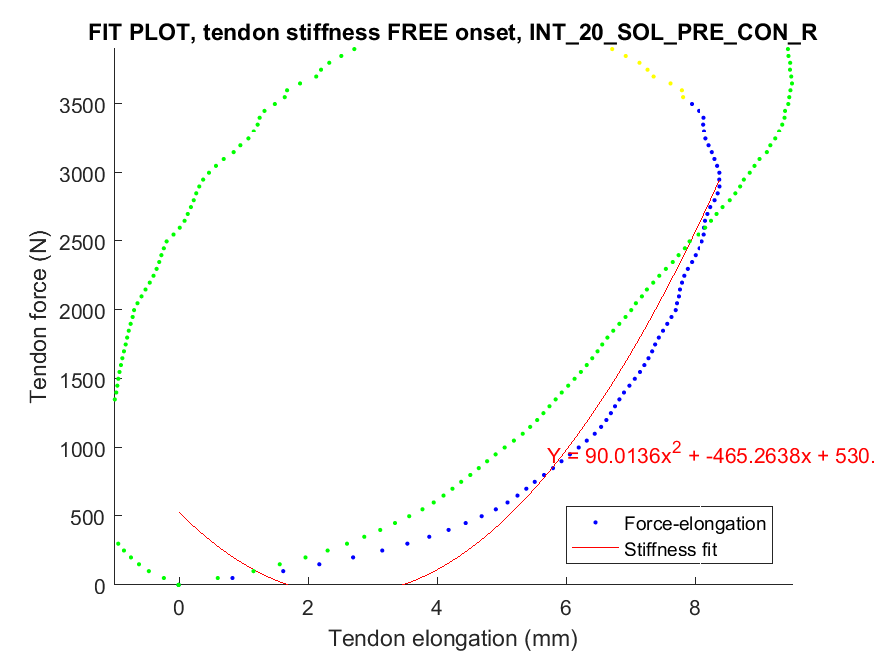 FIT PLOT, tendon stiffness FREE onset, INT_20_SOL_PRE_CON_R
3500
3000
2500
2000
1500
1000
500
0
Tendon force (N)
Y = 90.0136x² + -465.2638x + 530.
Force-elongation
Stiffness fit
0 2 4 6 8
Tendon elongation (mm)